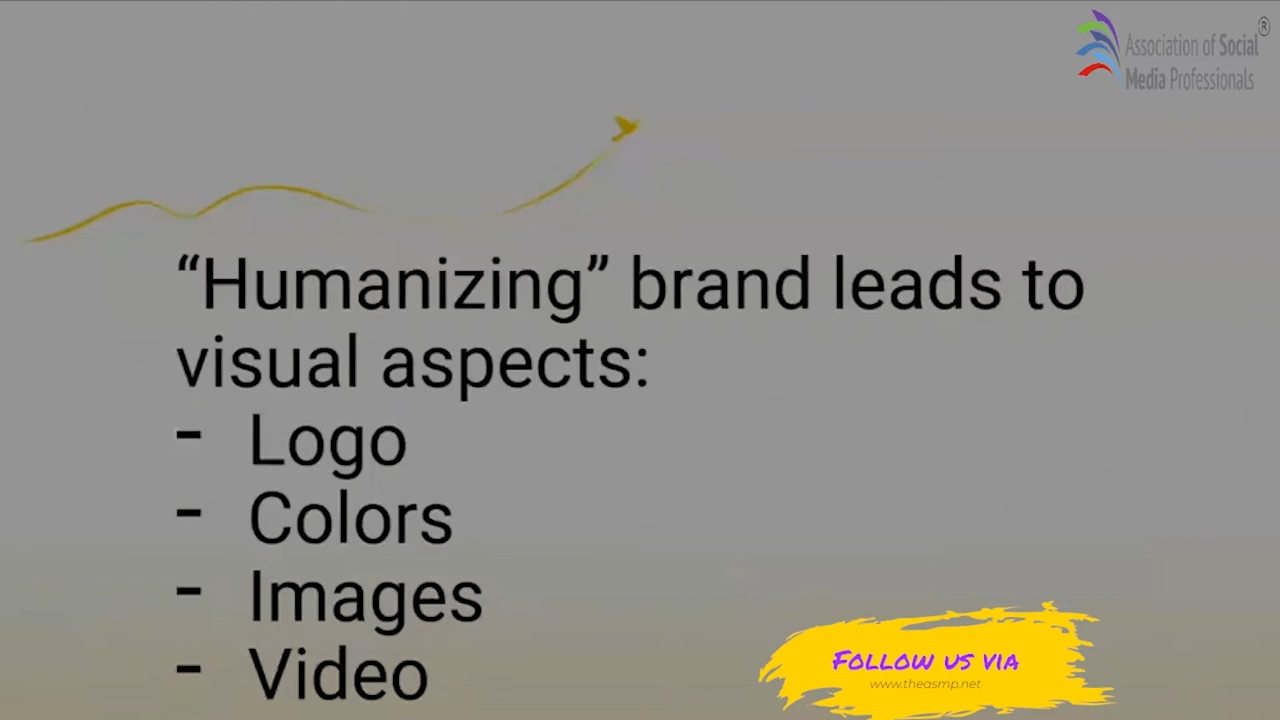 Association of Social ®
Media Professionals
“Humanizing” brand leads to
visual aspects:
- Logo
- Colors
- Images
- Video
Follow us via
www.theasmp.net